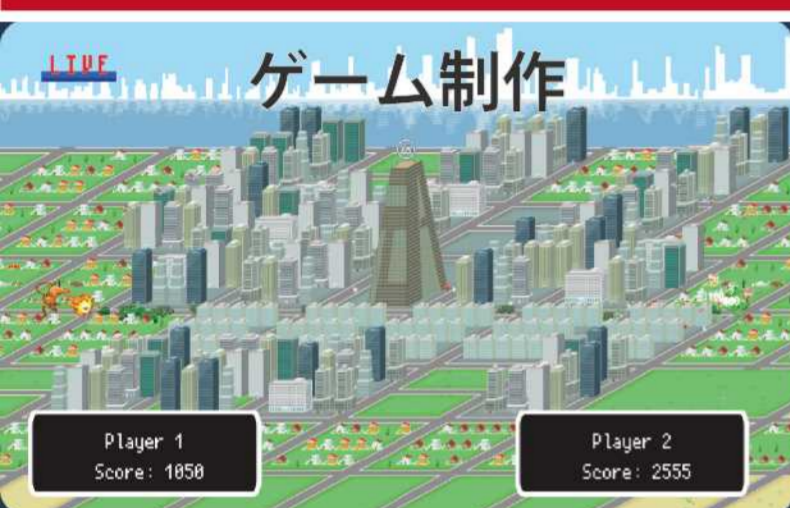 LIVE
ゲーム制作
Player 1
Score: 1050
Player 2
Score: 2555